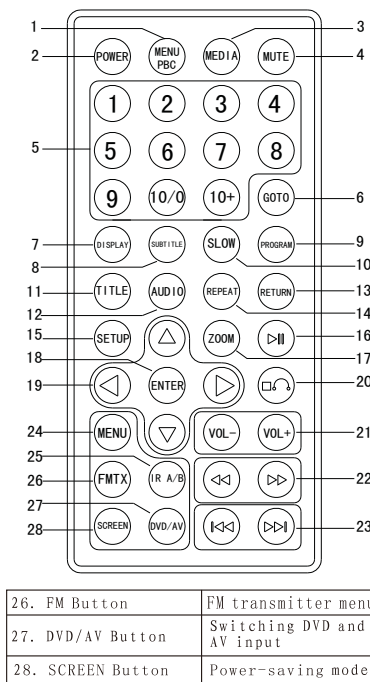 1
3
2 POWER MENU PBC MEDIA MUTE 4
1 2 3 4
5 5 6 7 8
9 10/0 10+ GOTO 6
7 DISPLAY SUBTITLE SLOW PROGRAM 9
8 10
11 TITLE AUDIO REPEAT RETURN 13
12 14
15 SETUP ZOOM 16
18 17
19 ENTER 20
24 MENU VOL- VOL+ 21
25
26 FMTX IR A/B 22
27
28 SCREEN DVD/AV 23
26. FM Button FM transmitter menu
27. DVD/AV Button Switching DVD and
AV input
28. SCREEN Button Power-saving mode